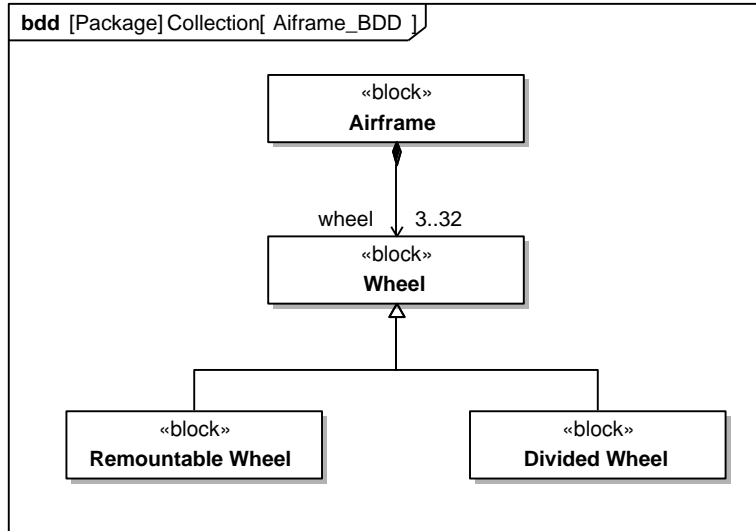 bdd [Package] Collection[ Aiframe_BDD ]
«block»
Airframe
wheel 3..32
«block»
Wheel
«block»
Remountable Wheel
«block»
Divided Wheel